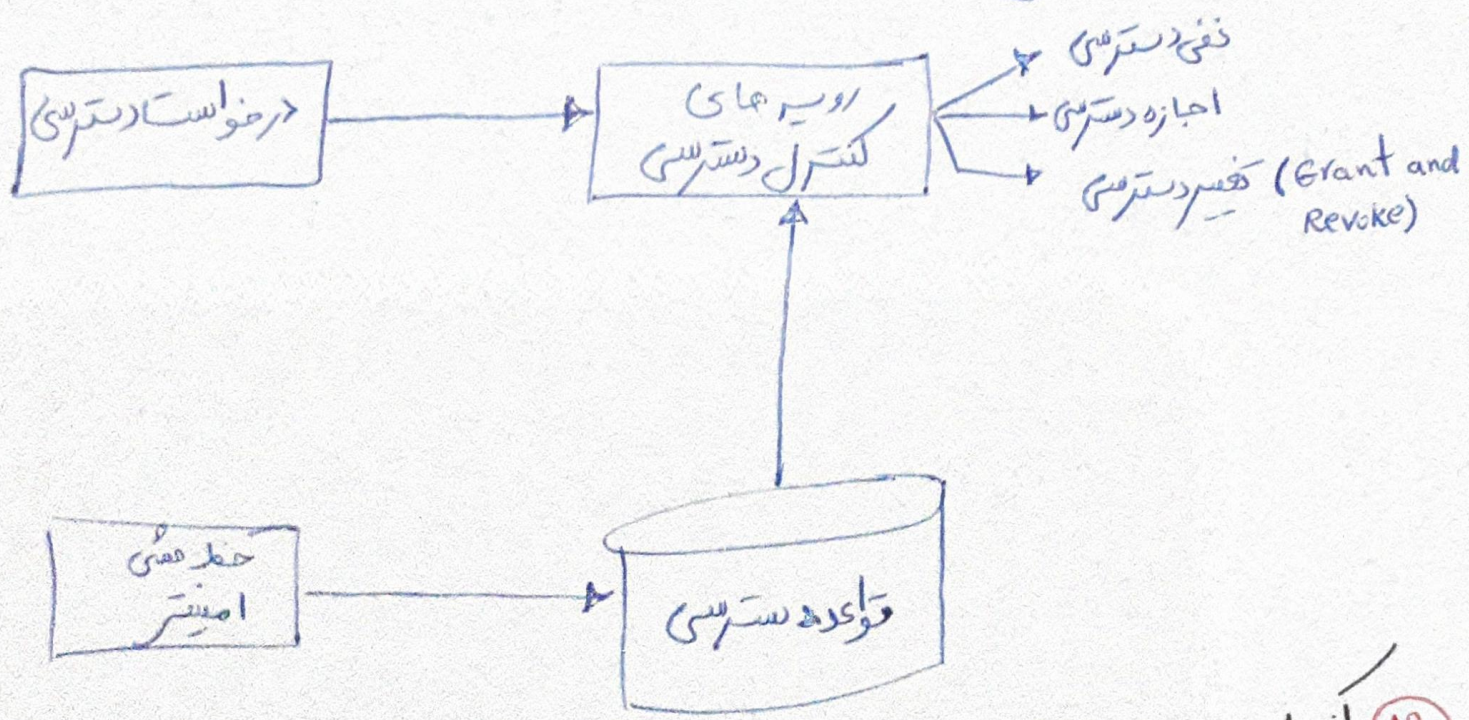 درخواست دسترسی
رویه های
کنترل دسترسی
نفی دسترسی
اجازه دسترسی
تغییر دسترسی (Grant and
Revoke)
خط مشی
امنیتی
قواعد دسترسی